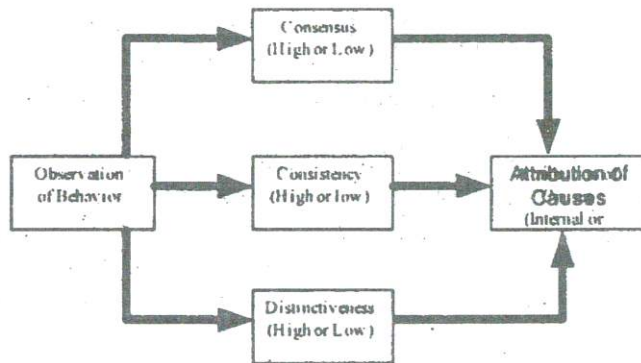 Consensus
(High or Low)
Observation
of Behavior
Consistency
(High or low)
Attribution of
Causes
(Internal or
Distinctiveness
(High or Low)